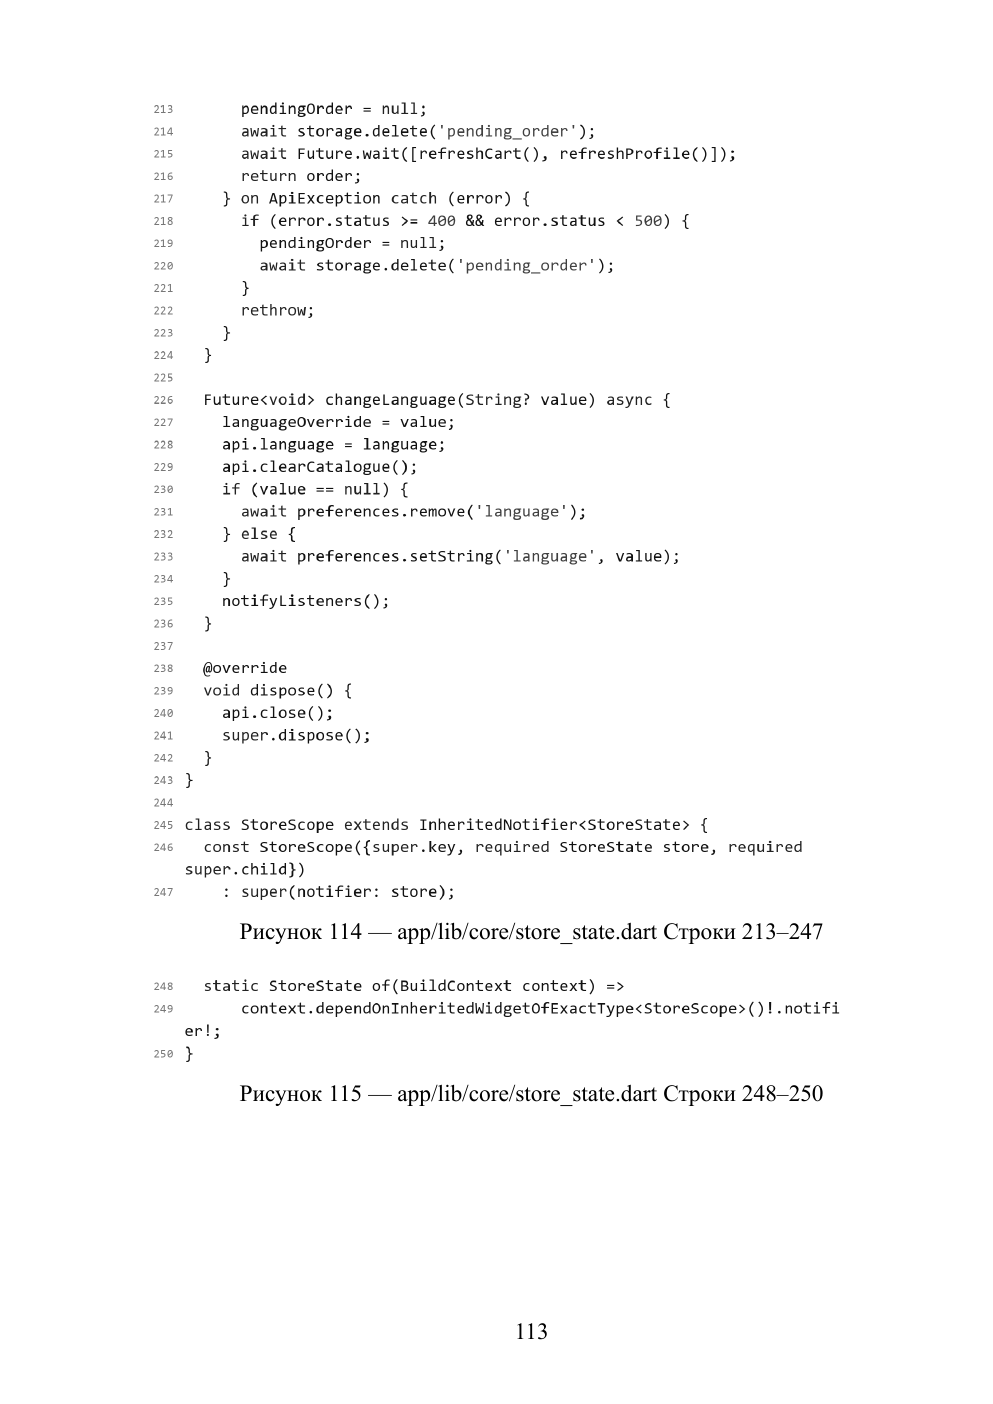 213 pendingOrder = null;
214 await storage.delete('pending_order');
215 await Future.wait([refreshCart(), refreshProfile()]);
216 return order;
217 } on ApiException catch (error) {
218 if (error.status >= 400 && error.status < 500) {
219 pendingOrder = null;
220 await storage.delete('pending_order');
221 }
222 rethrow;
223 }
224 }
225
226 Future<void> changeLanguage(String? value) async {
227 languageOverride = value;
228 api.language = language;
229 api.clearCatalogue();
230 if (value == null) {
231 await preferences.remove('language');
232 } else {
233 await preferences.setString('language', value);
234 }
235 notifyListeners();
236 }
237
238 @override
239 void dispose() {
240 api.close();
241 super.dispose();
242 }
243 }
244
245 class StoreScope extends InheritedNotifier<StoreState> {
246 const StoreScope({super.key, required StoreState store, required
super.child})
247 : super(notifier: store);
Рисунок 114 — app/lib/core/store_state.dart Строки 213–247
248 static StoreState of(BuildContext context) =>
249 context.dependOnInheritedWidgetOfExactType<StoreScope>()!.notifi
er!;
250 }
Рисунок 115 — app/lib/core/store_state.dart Строки 248–250
113